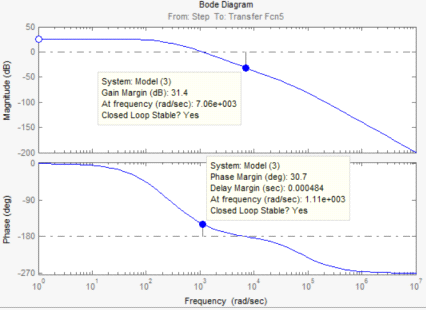 Bode Diagram
From: Step To: Transfer Fcn5
Magnitude (dB)
50
0
-50
-100
-150
-200
System: Model (3)
Gain Margin (dB): 31.4
At frequency (rad/sec): 7.06e+003
Closed Loop Stable? Yes
Phase (deg)
0
-90
-180
-270
System: Model (3)
Phase Margin (deg): 30.7
Delay Margin (sec): 0.000484
At frequency (rad/sec): 1.11e+003
Closed Loop Stable? Yes
10^0 10^1 10^2 10^3 10^4 10^5 10^6 10^7
Frequency (rad/sec)